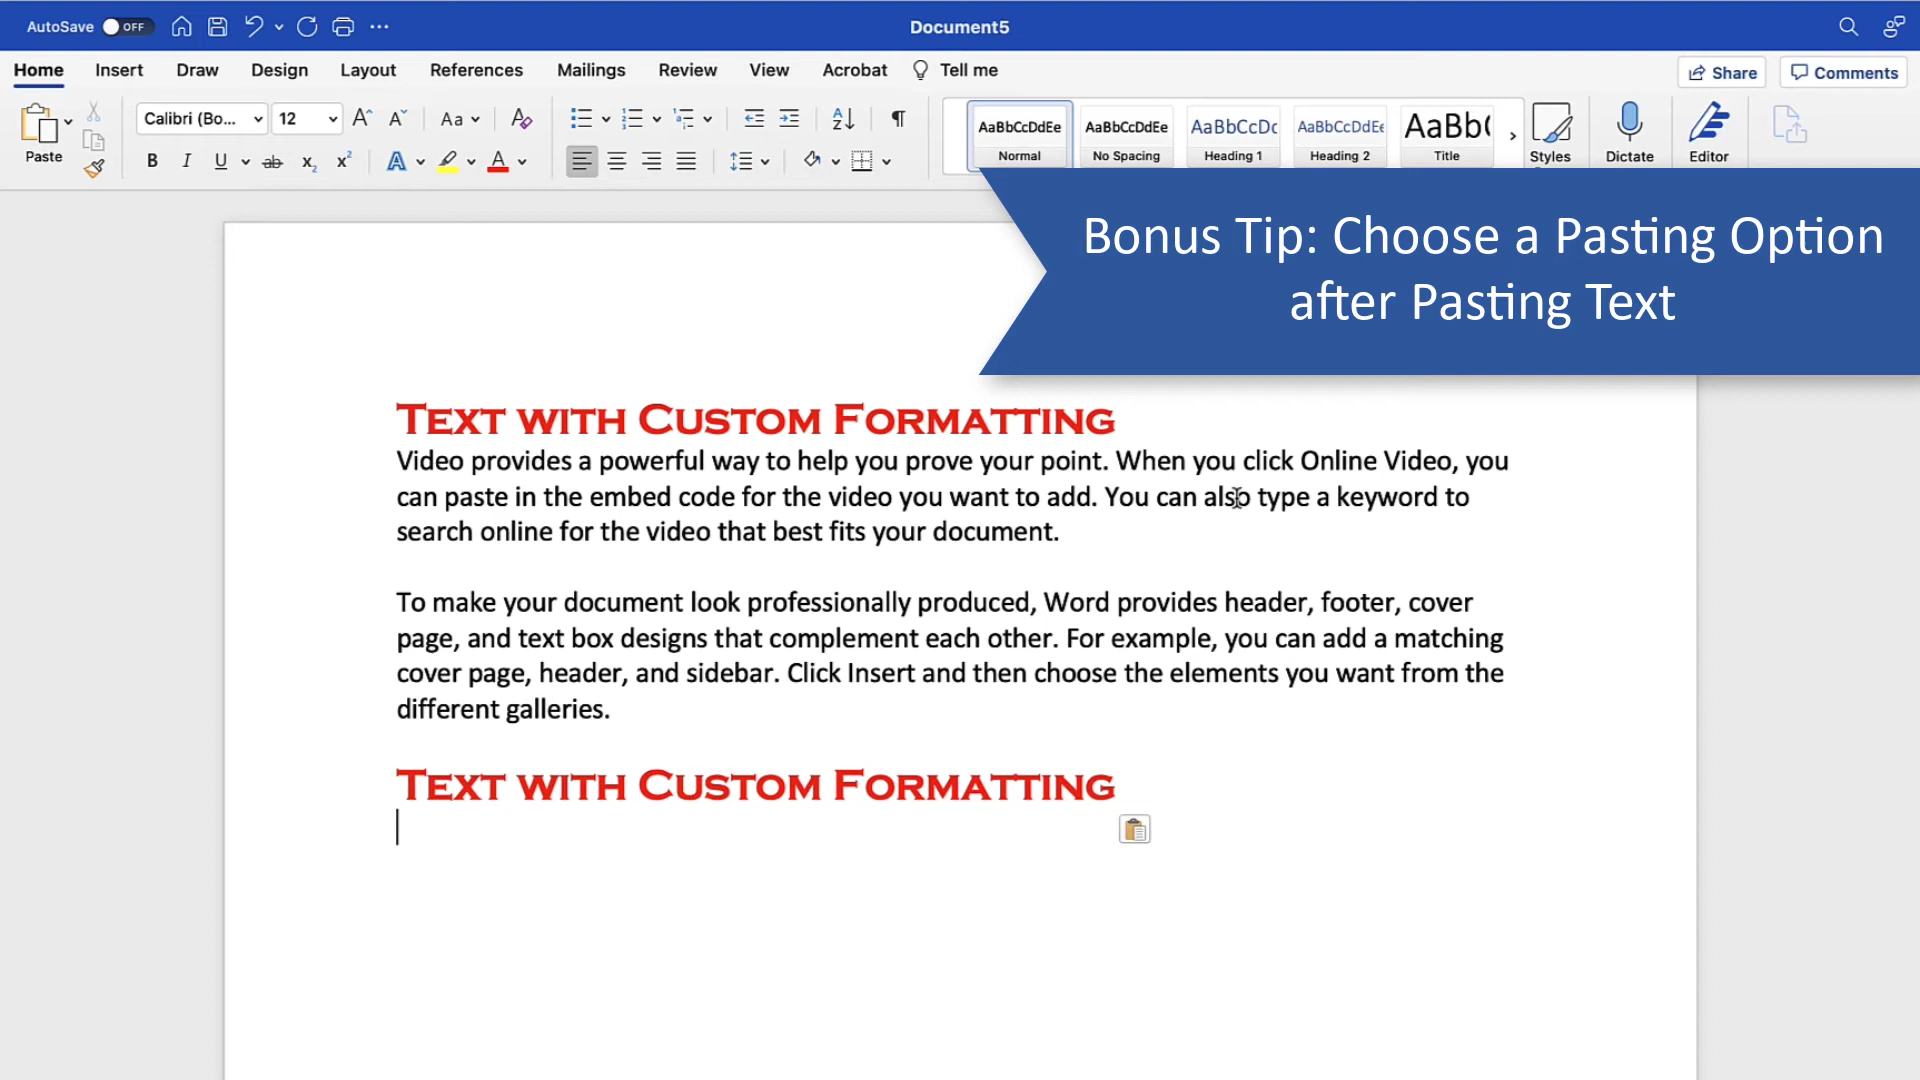 AutoSave OFF
Document5
Home Insert Draw Design Layout References Mailings Review View Acrobat Tell me
Share Comments
Paste
Calibri (Bo... 12
Aa
B I U ab x₂ x² A A
A Z
¶
AaBbCcDdEe AaBbCcDdEe AaBbCcDc AaBbCcDdEe AaBb(
Normal No Spacing Heading 1 Heading 2 Title
Styles Dictate Editor
Bonus Tip: Choose a Pasting Option
after Pasting Text
Text with Custom Formatting
Video provides a powerful way to help you prove your point. When you click Online Video, you
can paste in the embed code for the video you want to add. You can also type a keyword to
search online for the video that best fits your document.
To make your document look professionally produced, Word provides header, footer, cover
page, and text box designs that complement each other. For example, you can add a matching
cover page, header, and sidebar. Click Insert and then choose the elements you want from the
different galleries.
Text with Custom Formatting